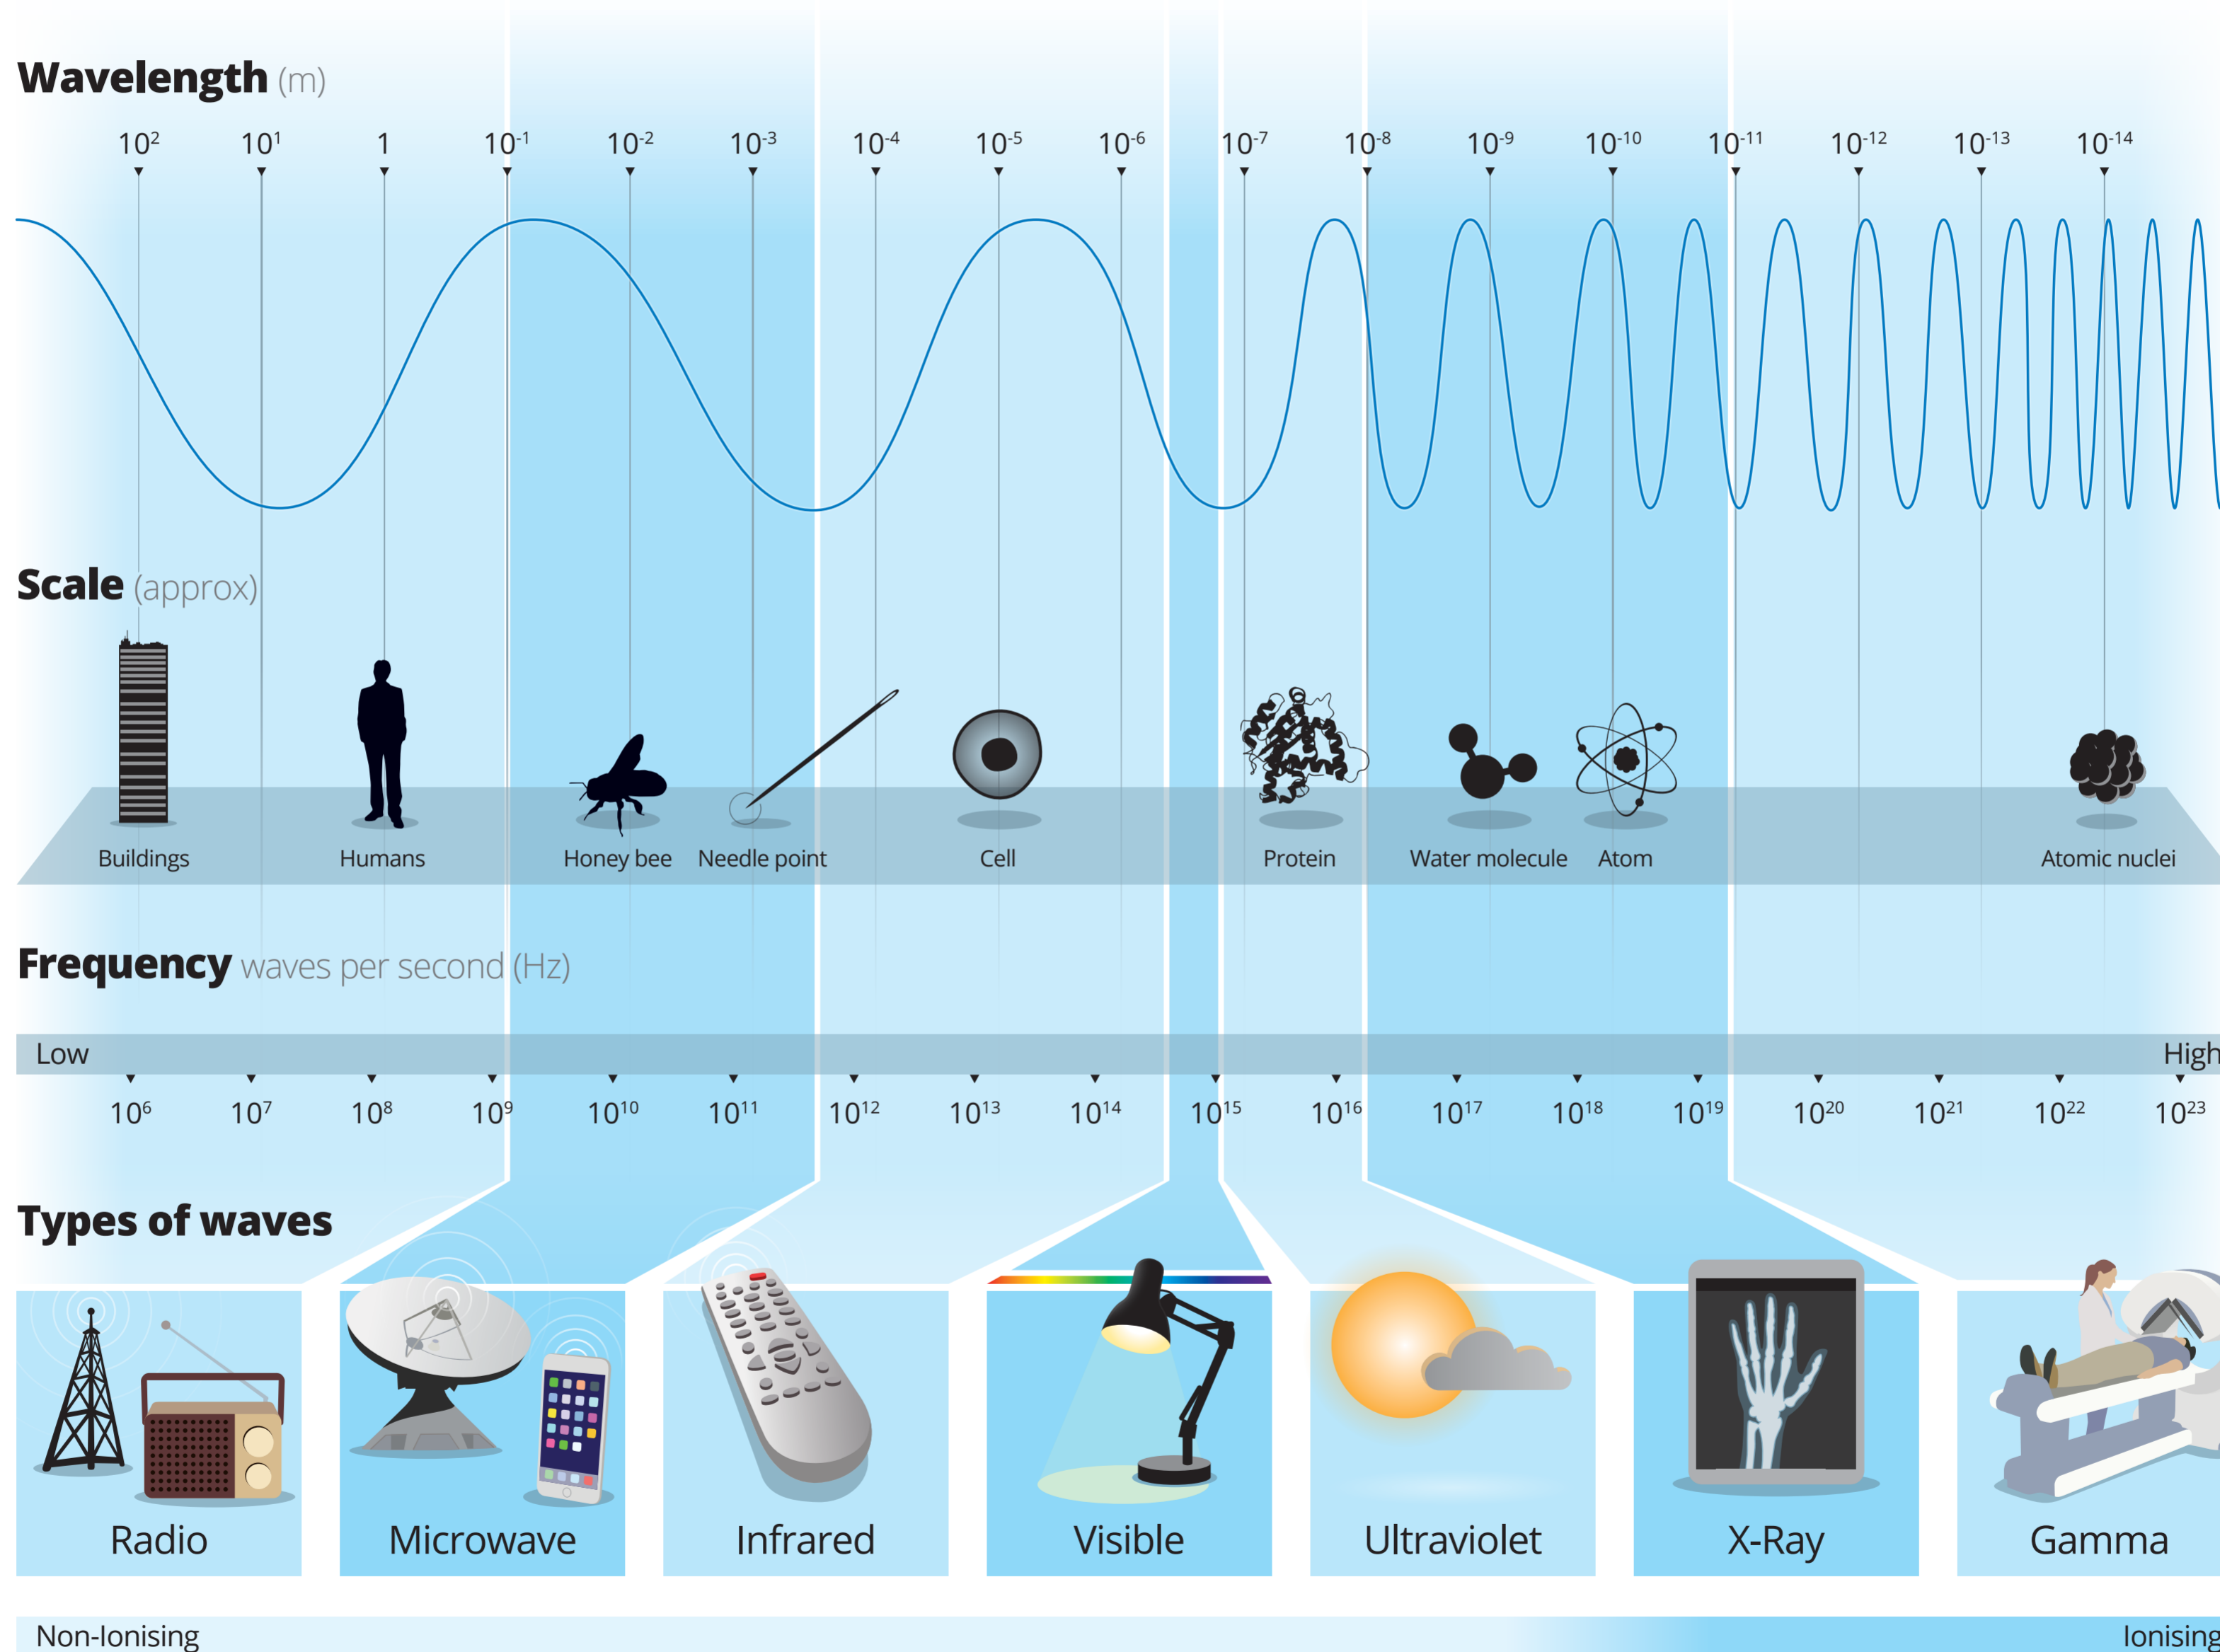 Wavelength (m)
10² 10¹ 1 10⁻¹ 10⁻² 10⁻³ 10⁻⁴ 10⁻⁵ 10⁻⁶ 10⁻⁷ 10⁻⁸ 10⁻⁹ 10⁻¹⁰ 10⁻¹¹ 10⁻¹² 10⁻¹³ 10⁻¹⁴
Scale (approx)
Buildings Humans Honey bee Needle point Cell Protein Water molecule Atom Atomic nuclei
Frequency waves per second (Hz)
Low High
10⁶ 10⁷ 10⁸ 10⁹ 10¹⁰ 10¹¹ 10¹² 10¹³ 10¹⁴ 10¹⁵ 10¹⁶ 10¹⁷ 10¹⁸ 10¹⁹ 10²⁰ 10²¹ 10²² 10²³
Types of waves
Radio Microwave Infrared Visible Ultraviolet X-Ray Gamma
Non-Ionising Ionising